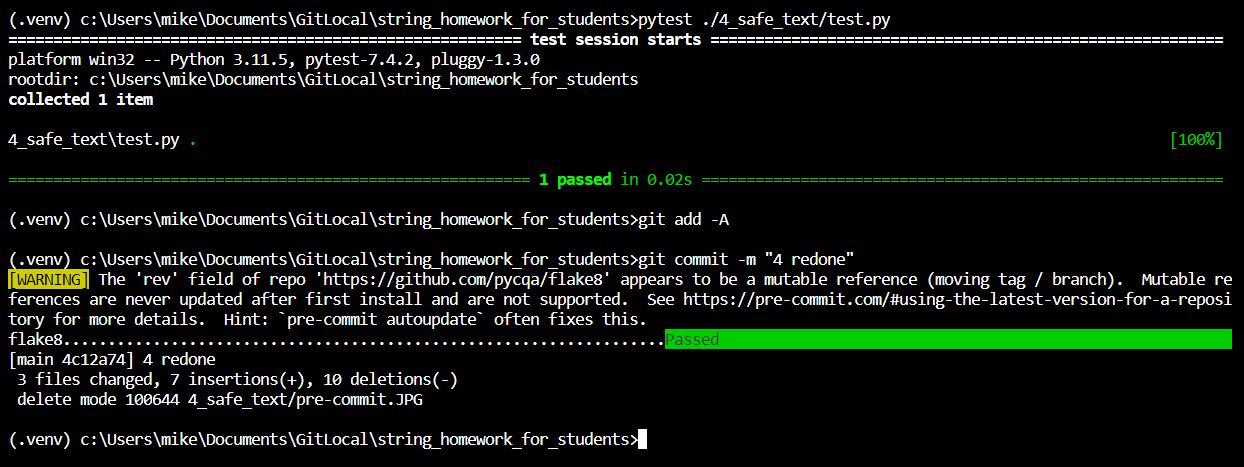 (.venv) c:\Users\mike\Documents\GitLocal\string_homework_for_students>pytest ./4_safe_text/test.py
========================================================= test session starts =========================================================
platform win32 -- Python 3.11.5, pytest-7.4.2, pluggy-1.3.0
rootdir: c:\Users\mike\Documents\GitLocal\string_homework_for_students
collected 1 item
4_safe_text\test.py . [100%]
========================================================== 1 passed in 0.02s ==========================================================
(.venv) c:\Users\mike\Documents\GitLocal\string_homework_for_students>git add -A
(.venv) c:\Users\mike\Documents\GitLocal\string_homework_for_students>git commit -m "4 redone"
[WARNING] The 'rev' field of repo 'https://github.com/pycqa/flake8' appears to be a mutable reference (moving tag / branch).  Mutable re
ferences are never updated after first install and are not supported.  See https://pre-commit.com/#using-the-latest-version-for-a-reposi
tory for more details.  Hint: `pre-commit autoupdate` often fixes this.
flake8...................................................................Passed
[main 4c12a74] 4 redone
3 files changed, 7 insertions(+), 10 deletions(-)
delete mode 100644 4_safe_text/pre-commit.JPG
(.venv) c:\Users\mike\Documents\GitLocal\string_homework_for_students>